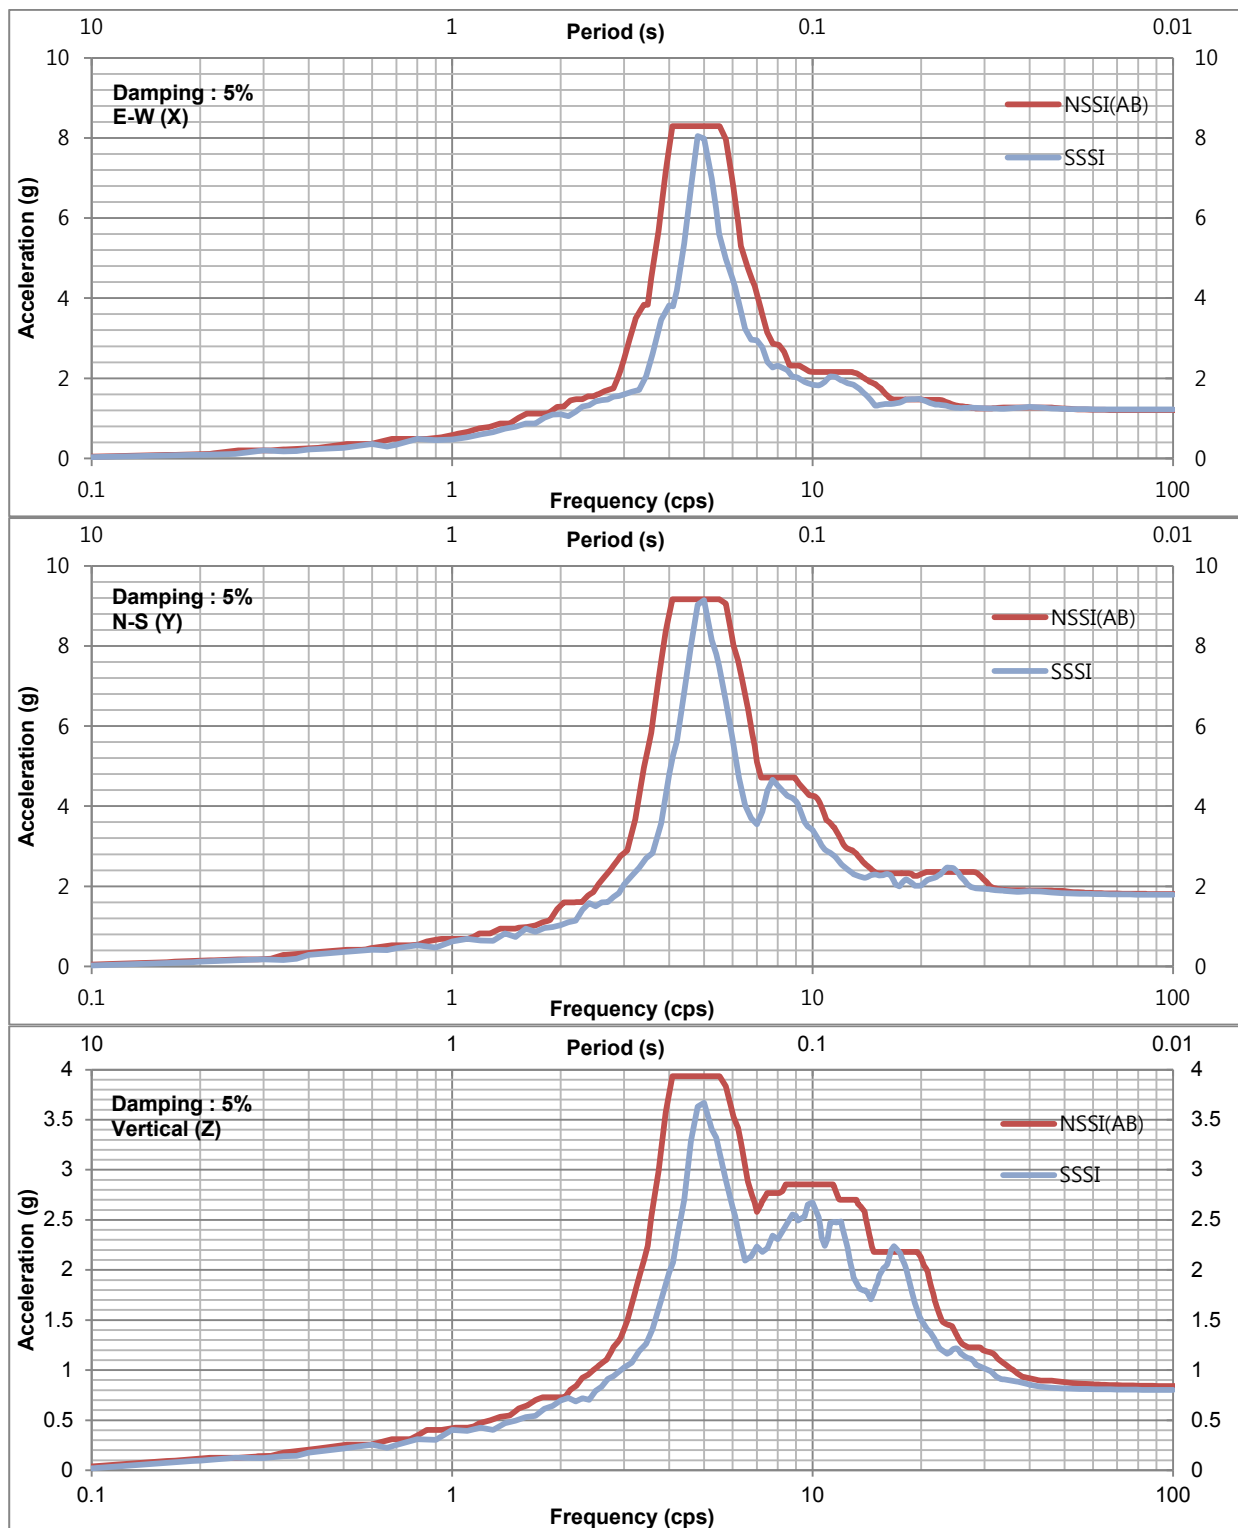 10 1 Period (s) 0.1 0.01
10 10
Damping : 5%
E-W (X)
NSSI(AB)
8 8
SSSI
6 6
Acceleration (g)
4 4
2 2
0 0
0.1 1 10 100
Frequency (cps)
10 1 Period (s) 0.1 0.01
10 10
Damping : 5%
N-S (Y)
NSSI(AB)
8 8
SSSI
6 6
Acceleration (g)
4 4
2 2
0 0
0.1 1 10 100
Frequency (cps)
10 1 Period (s) 0.1 0.01
4 4
Damping : 5%
Vertical (Z)
3.5 3.5
NSSI(AB)
3 3
SSSI
2.5 2.5
Acceleration (g)
2 2
1.5 1.5
1 1
0.5 0.5
0 0
0.1 1 10 100
Frequency (cps)